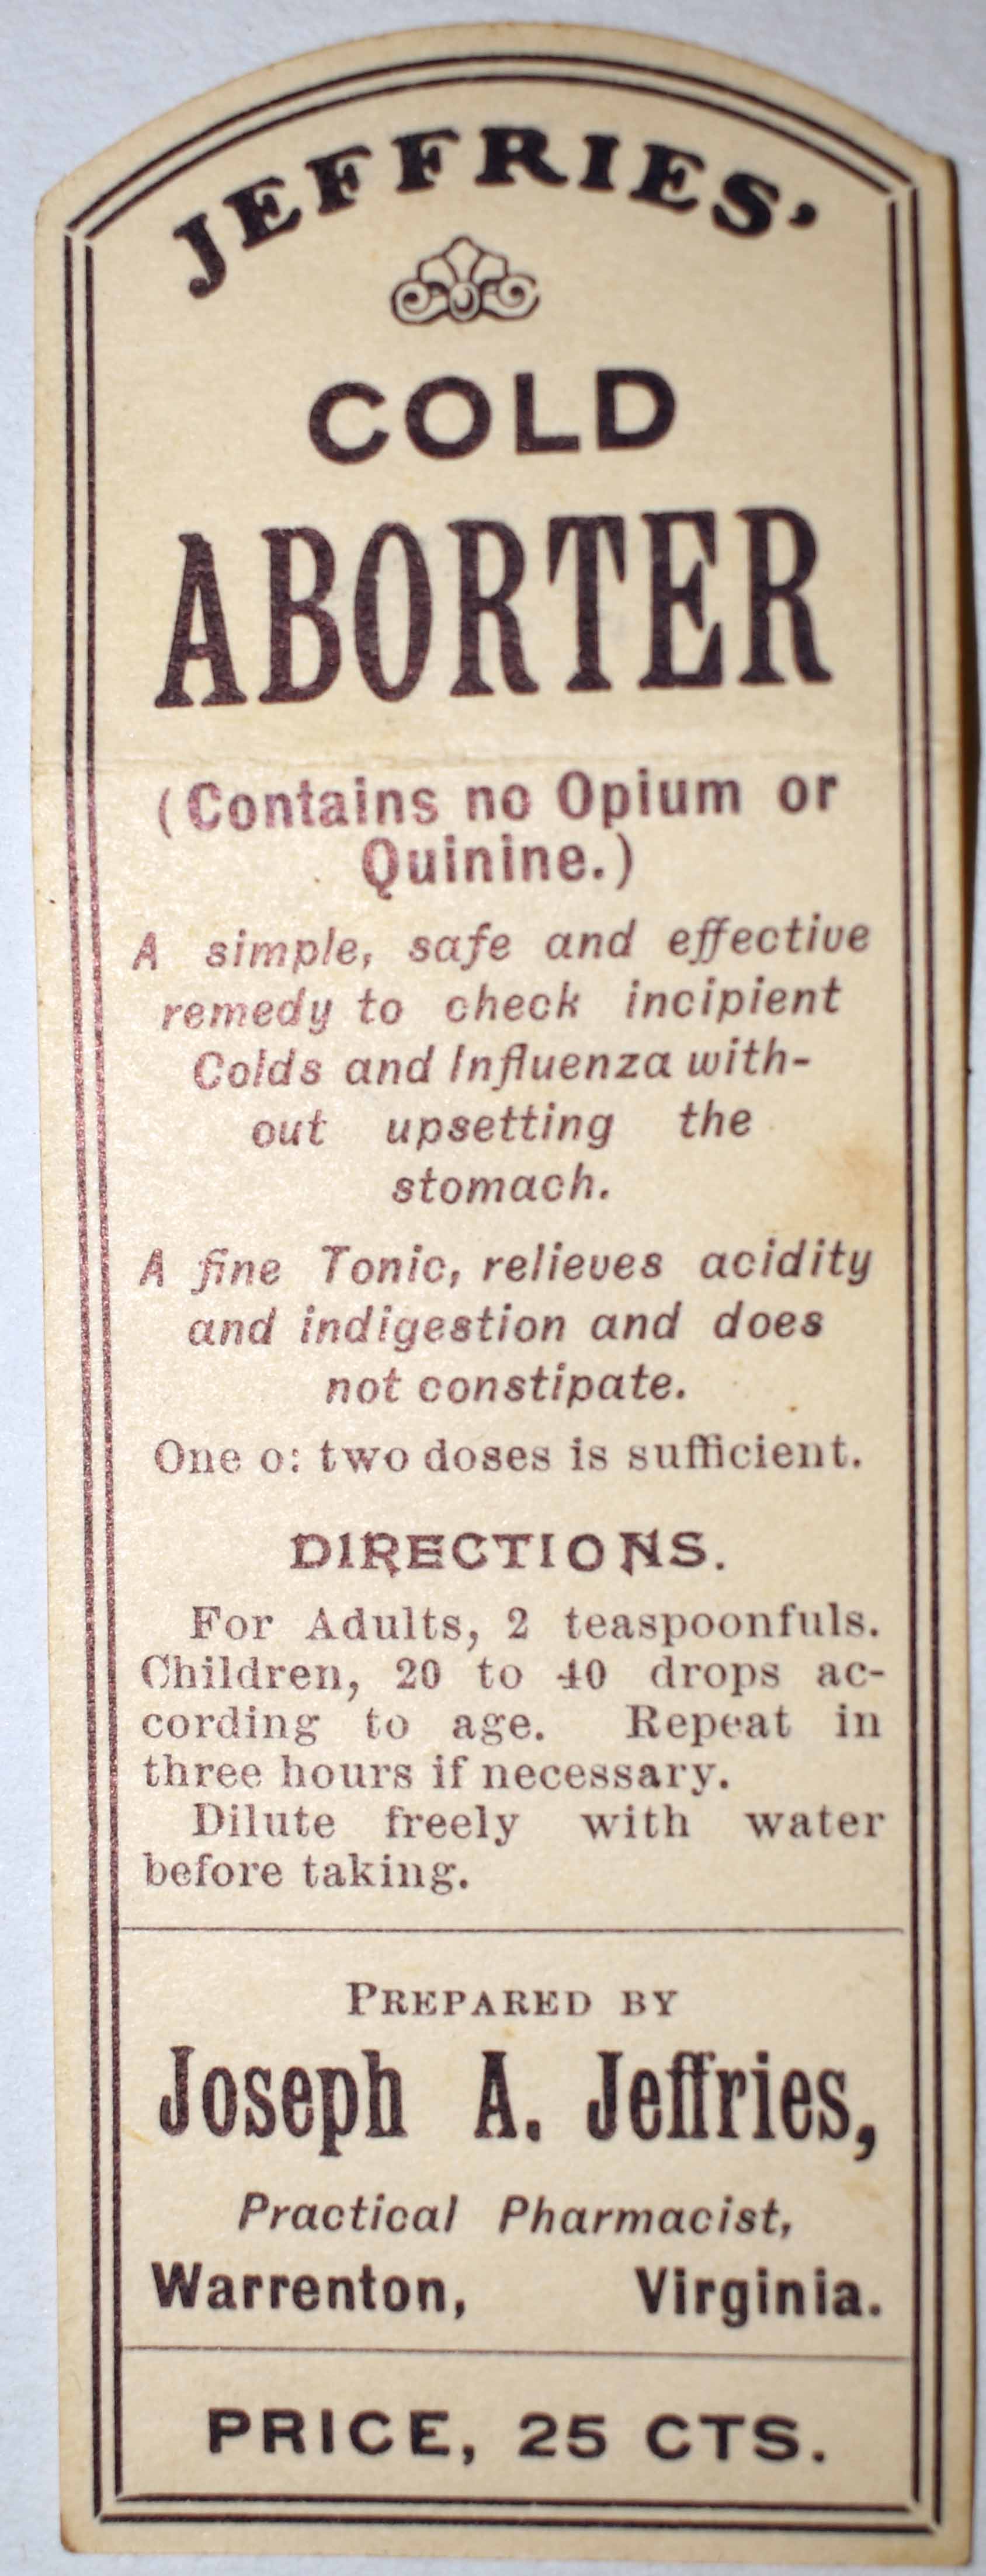 JEFFRIES'
COLD
ABORTER
(Contains no Opium or
Quinine.)
A simple, safe and effective
remedy to check incipient
Colds and Influenza with-
out upsetting the
stomach.
A fine Tonic, relieves acidity
and indigestion and does
not constipate.
One o: two doses is sufficient.
DIRECTIONS.
For Adults, 2 teaspoonfuls.
Children, 20 to 40 drops ac-
cording to age. Repeat in
three hours if necessary.
Dilute freely with water
before taking.
PREPARED BY
Joseph A. Jeffries,
Practical Pharmacist,
Warrenton, Virginia.
PRICE, 25 CTS.